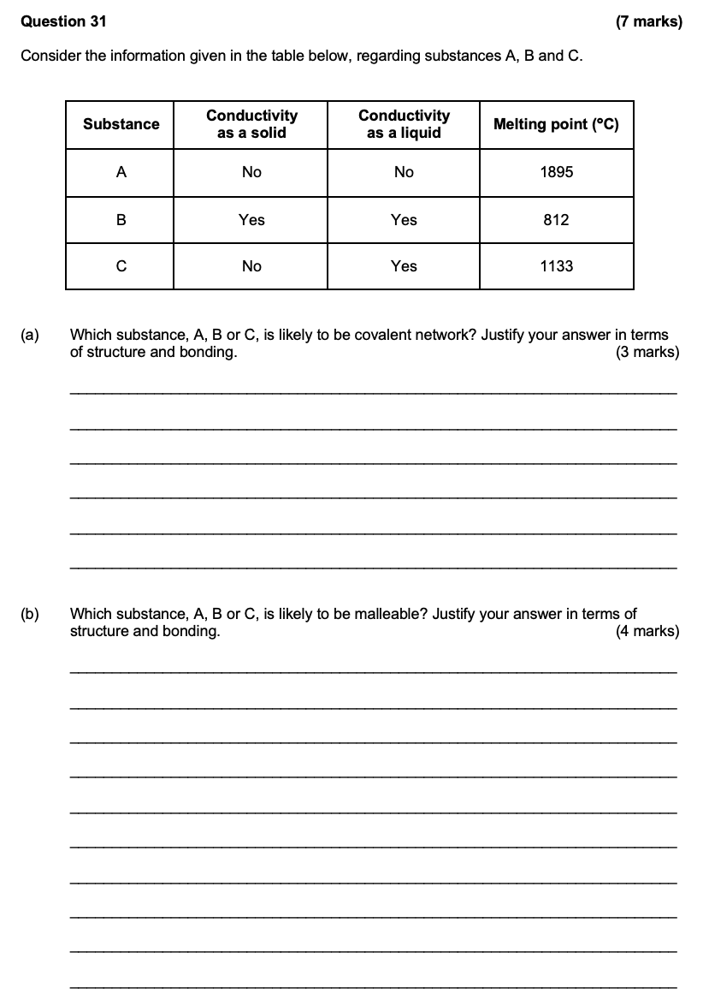 Question 31 (7 marks)
Consider the information given in the table below, regarding substances A, B and C.
Substance Conductivity as a solid Conductivity as a liquid Melting point (°C)
A No No 1895
B Yes Yes 812
C No Yes 1133
(a) Which substance, A, B or C, is likely to be covalent network? Justify your answer in terms
of structure and bonding. (3 marks)
(b) Which substance, A, B or C, is likely to be malleable? Justify your answer in terms of
structure and bonding. (4 marks)